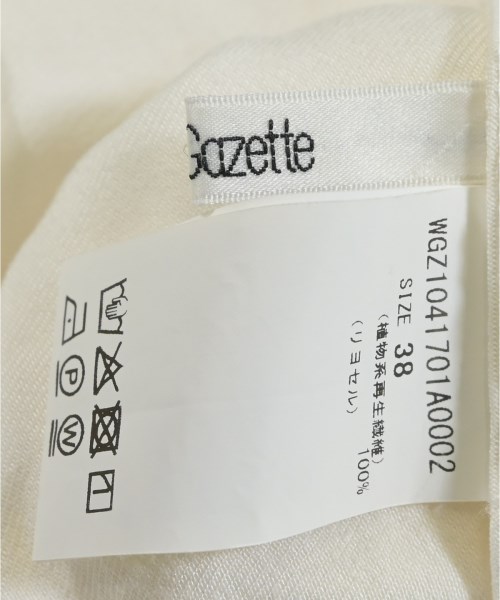 Gazette
WGZ1041701A0002
SIZE 38
(植物系再生繊維)
(リヨセル) 100%
P
W